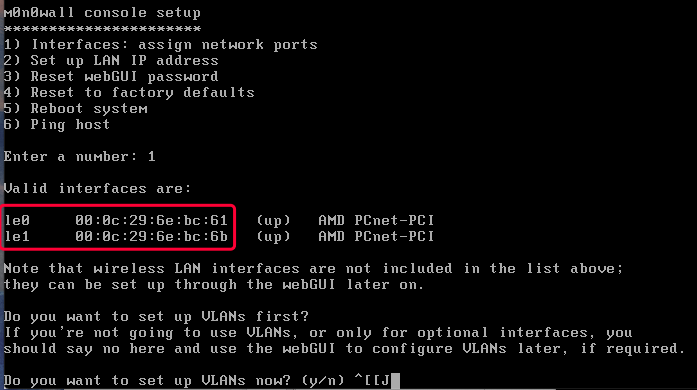 m0n0wall console setup
**********************
1) Interfaces: assign network ports
2) Set up LAN IP address
3) Reset webGUI password
4) Reset to factory defaults
5) Reboot system
6) Ping host
Enter a number: 1
Valid interfaces are:
le0 00:0c:29:6e:bc:61 (up) AMD PCnet-PCI
le1 00:0c:29:6e:bc:6b (up) AMD PCnet-PCI
Note that wireless LAN interfaces are not included in the list above;
they can be set up through the webGUI later on.
Do you want to set up VLANs first?
If you're not going to use VLANs, or only for optional interfaces, you
should say no here and use the webGUI to configure VLANs later, if required.
Do you want to set up VLANs now? (y/n) ^[[J